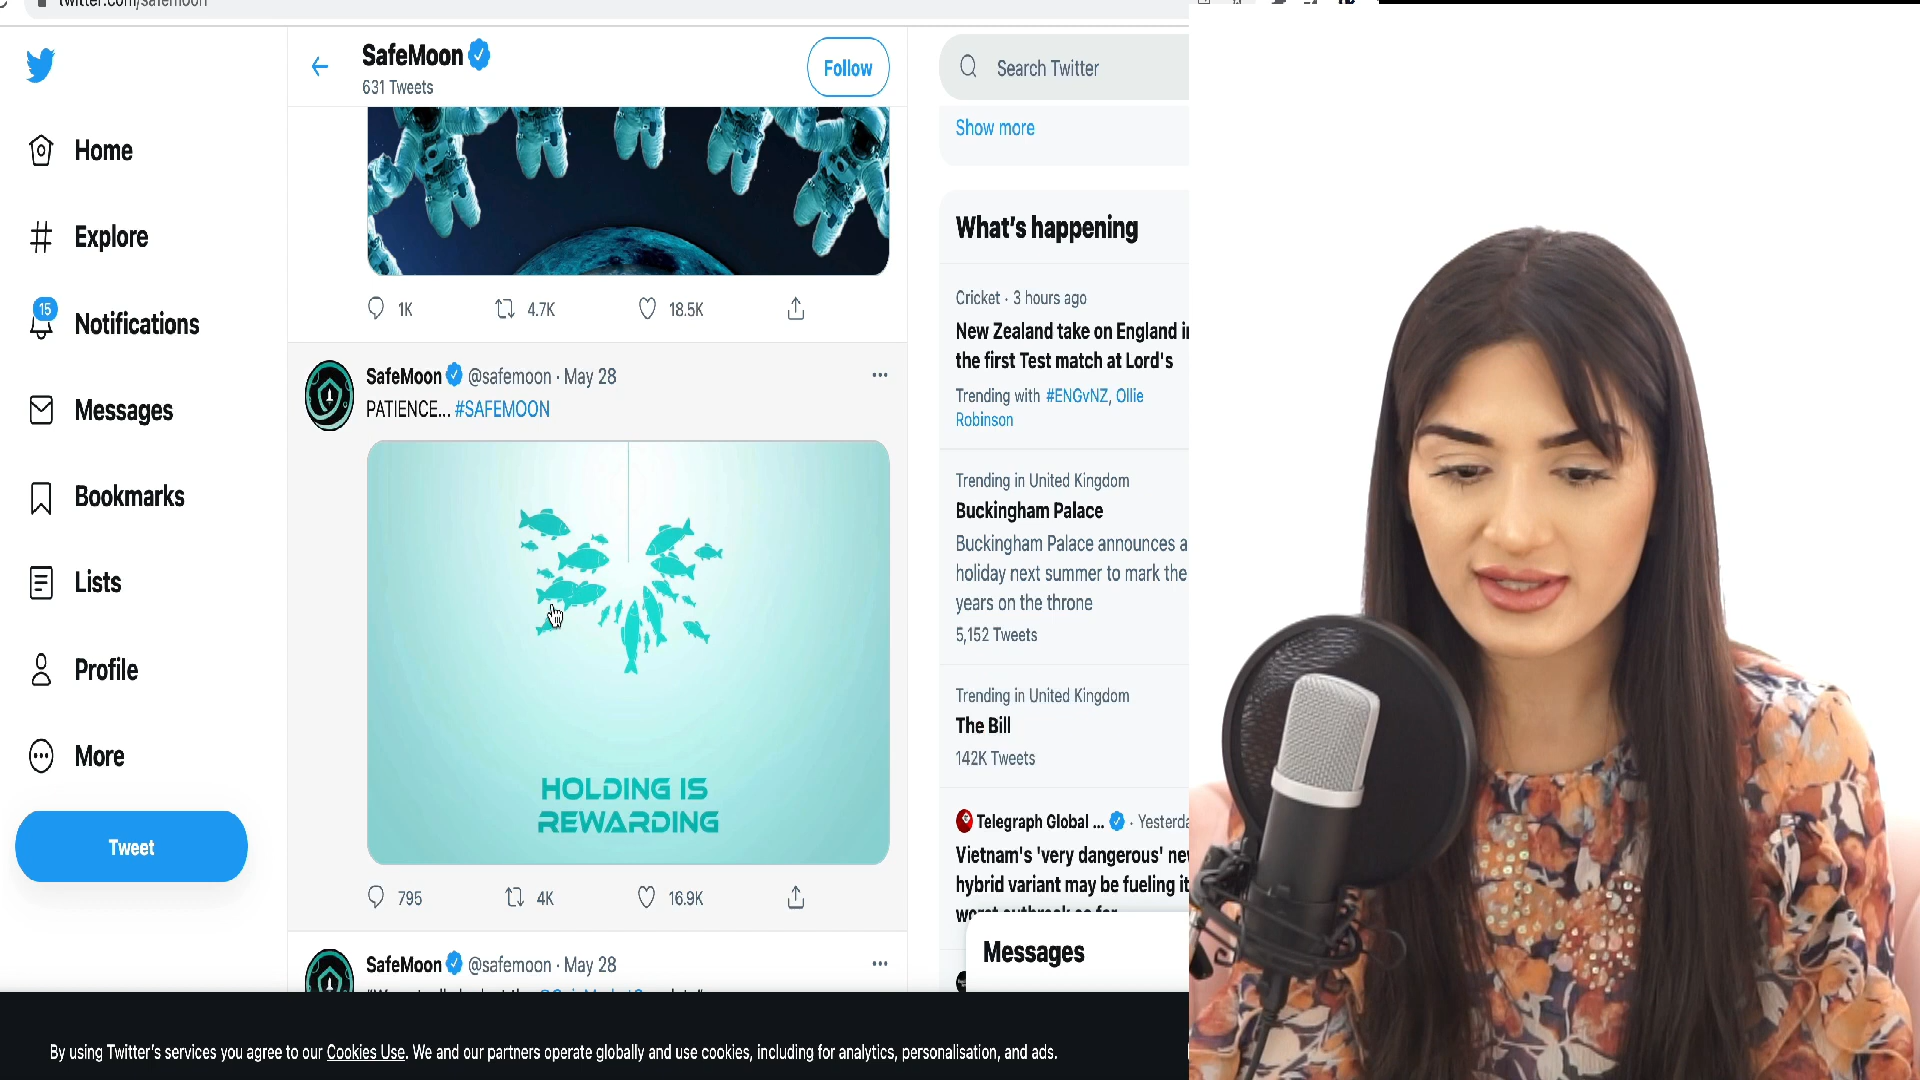 twitter.com/safemoon
SafeMoon
631 Tweets
Follow
Search Twitter
Home
Explore
15
Notifications
Messages
Bookmarks
Lists
Profile
More
Tweet
1K
4.7K
18.5K
SafeMoon @safemoon · May 28
PATIENCE... #SAFEMOON
HOLDING IS
REWARDING
795
4K
16.9K
SafeMoon @safemoon · May 28
Show more
What's happening
Cricket · 3 hours ago
New Zealand take on England in
the first Test match at Lord's
Trending with #ENGvNZ, Ollie
Robinson
Trending in United Kingdom
Buckingham Palace
Buckingham Palace announces a
holiday next summer to mark the
years on the throne
5,152 Tweets
Trending in United Kingdom
The Bill
142K Tweets
Telegraph Global ... · Yesterda
Vietnam's 'very dangerous' ne
hybrid variant may be fueling it
Messages
By using Twitter's services you agree to our Cookies Use. We and our partners operate globally and use cookies, including for analytics, personalisation, and ads.